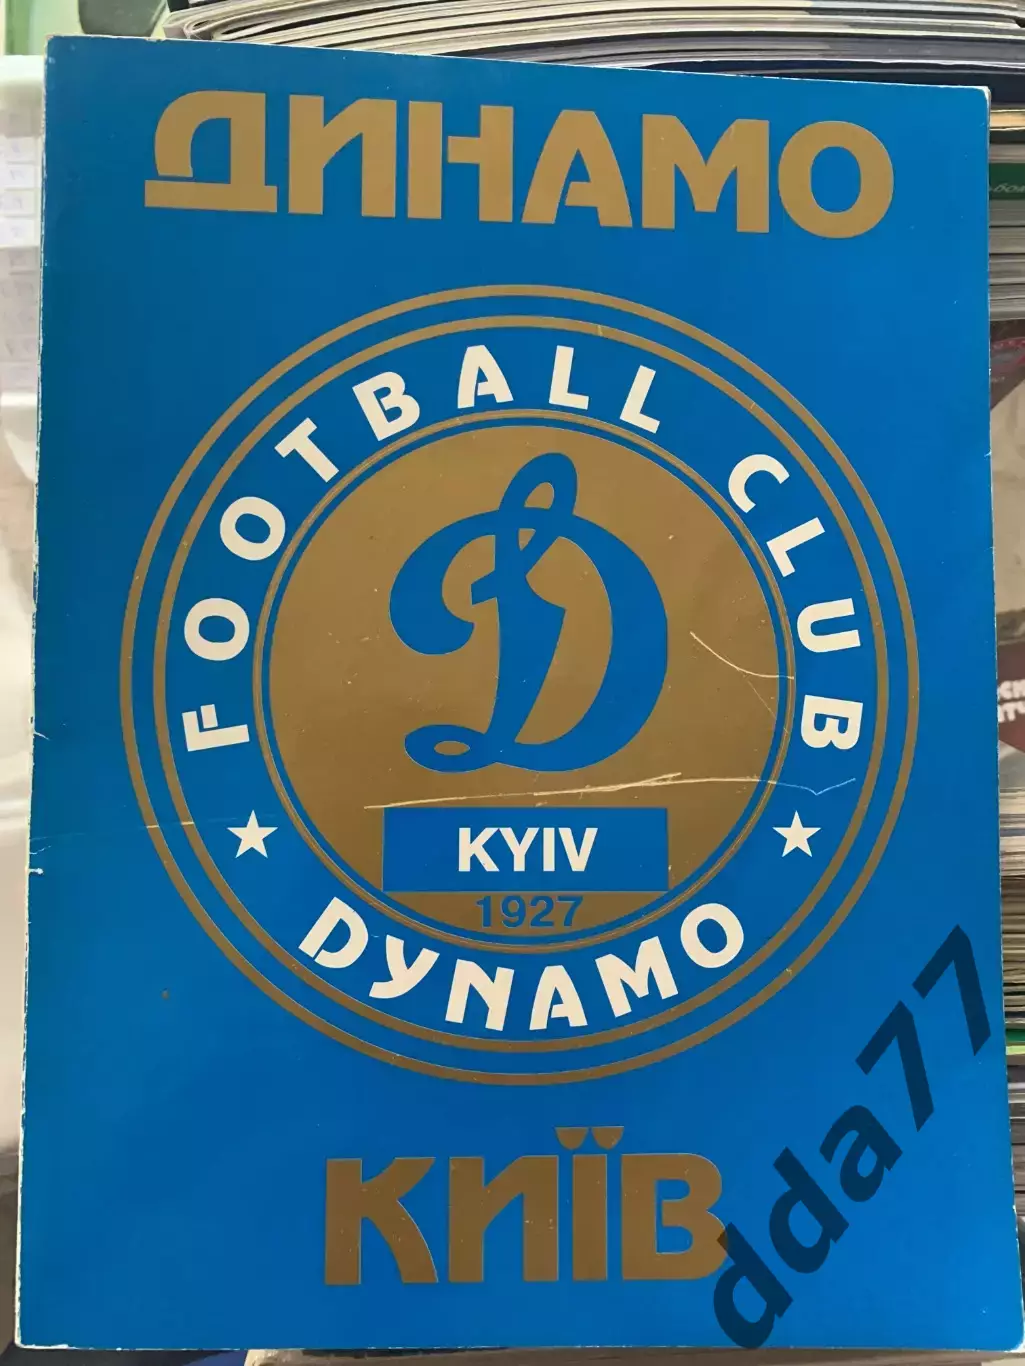 ДИНАМО
FOOTBALL CLUB
KYIV
1927
DYNAMO
КИЇВ
dda77